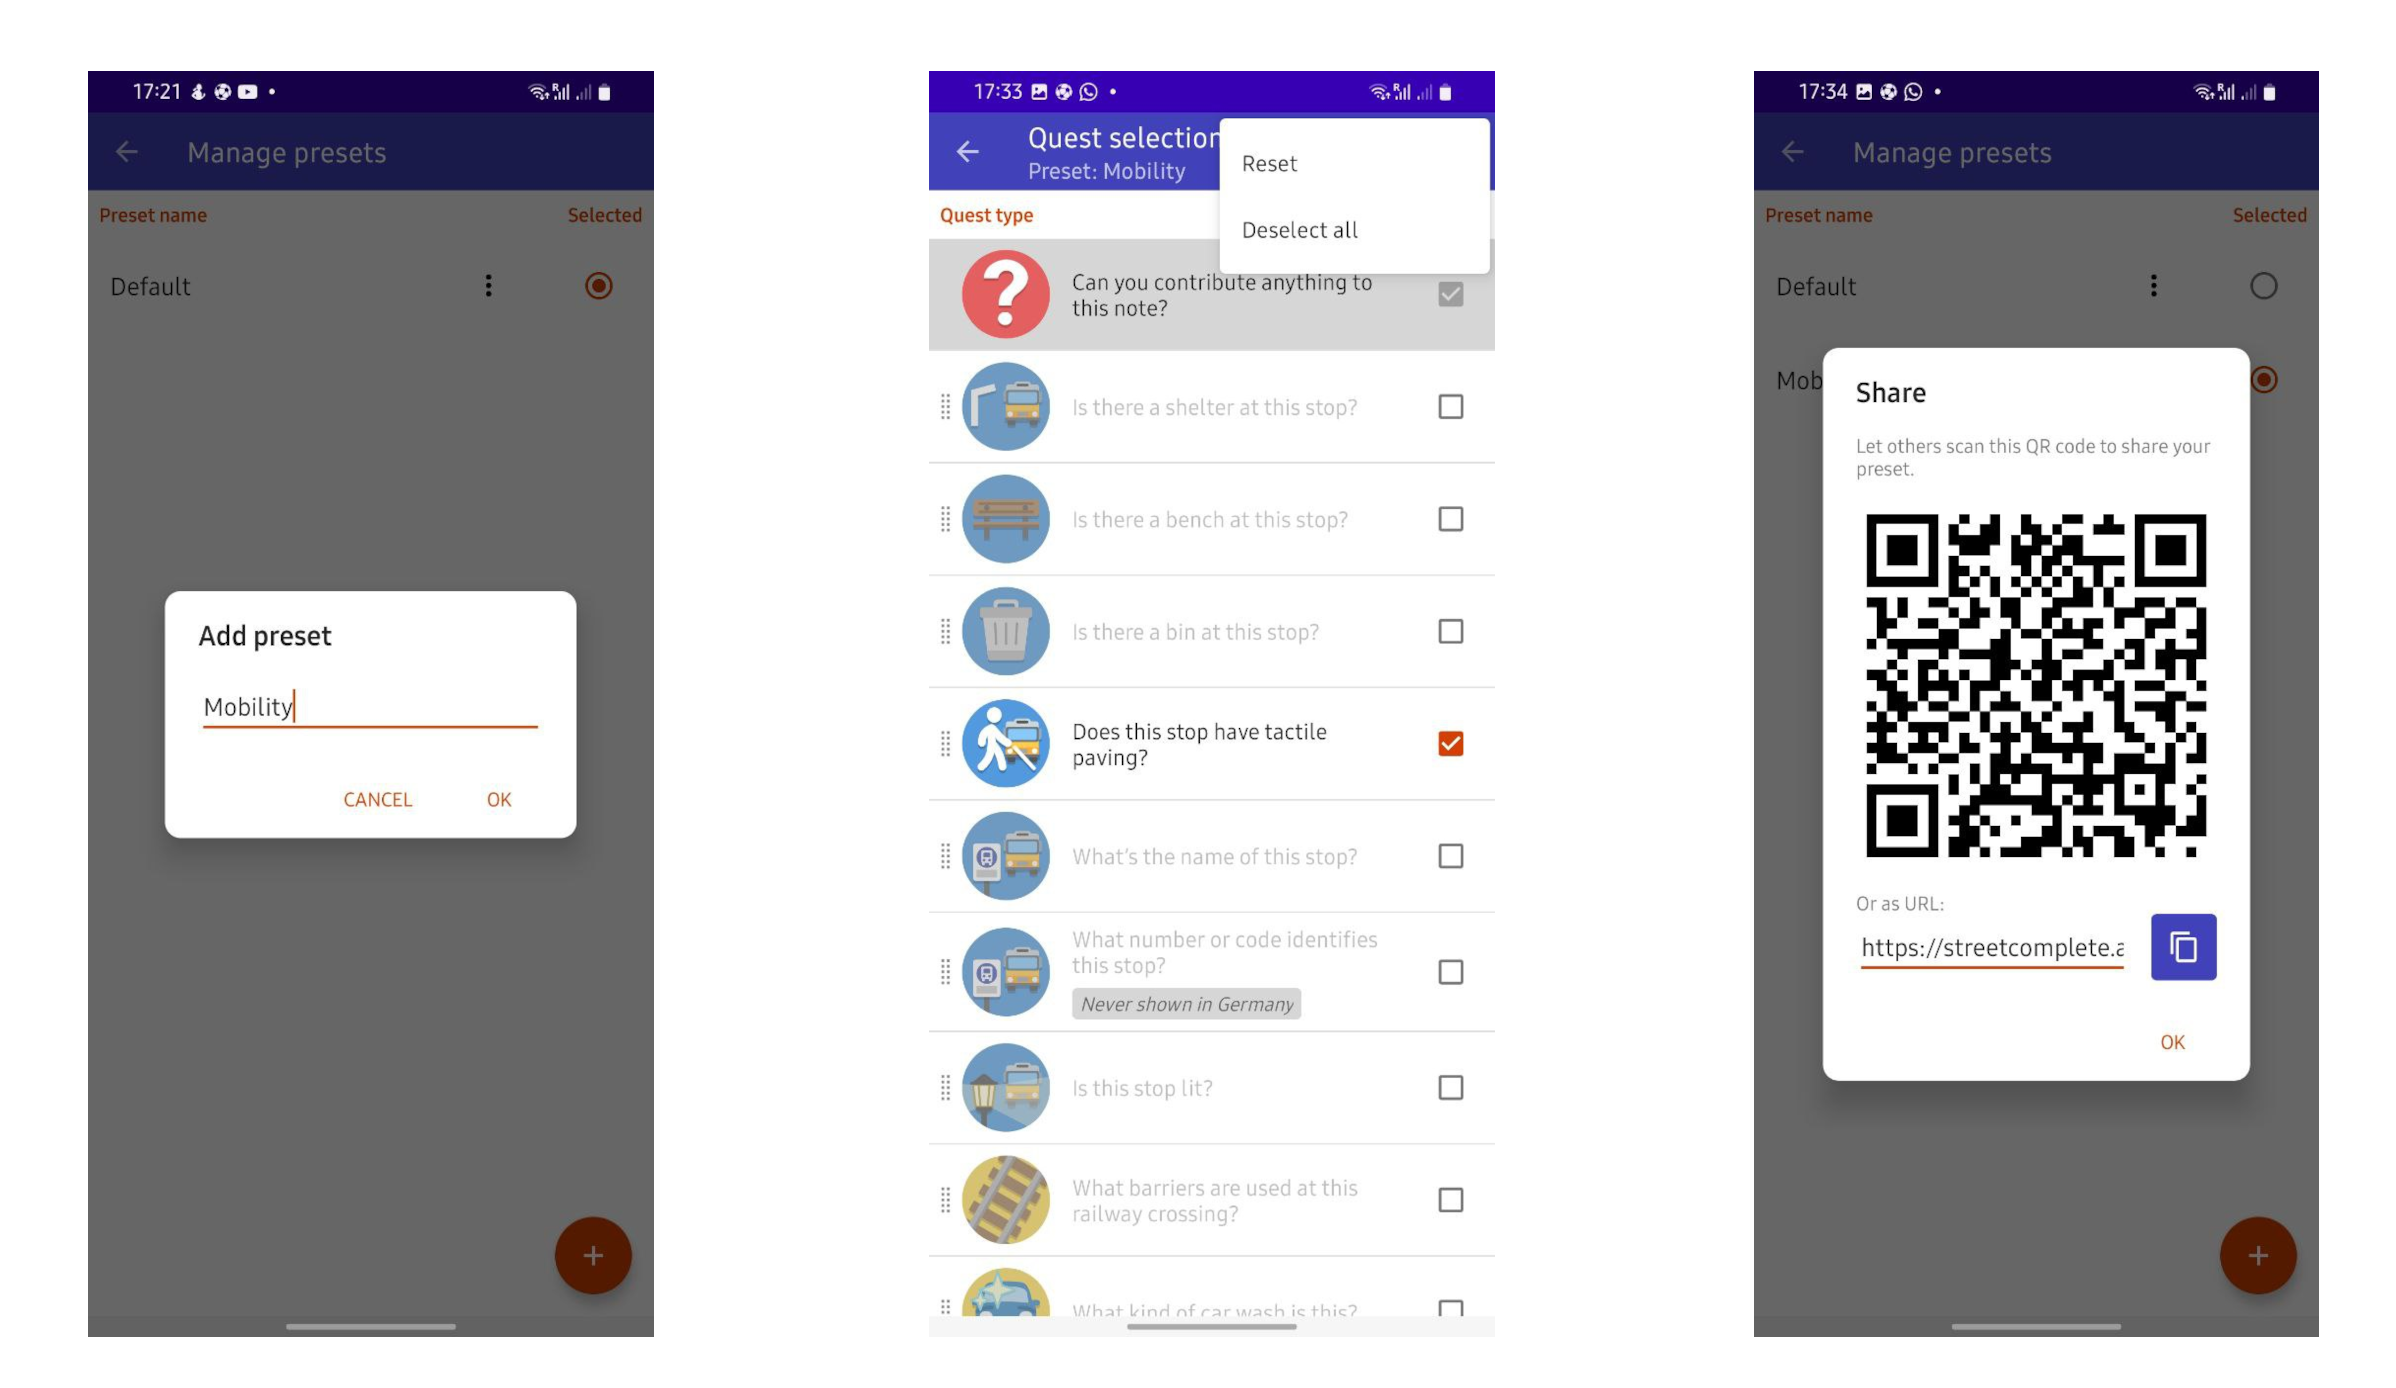 17:21
Manage presets
Preset name Selected
Default
Add preset
Mobility
CANCEL OK
17:33
Quest selection
Preset: Mobility
Reset
Deselect all
Quest type
Can you contribute anything to
this note?
Is there a shelter at this stop?
Is there a bench at this stop?
Is there a bin at this stop?
Does this stop have tactile
paving?
What's the name of this stop?
What number or code identifies
this stop?
Never shown in Germany
Is this stop lit?
What barriers are used at this
railway crossing?
What kind of car wash is this?
17:34
Manage presets
Preset name Selected
Default
Mob
Share
Let others scan this QR code to share your
preset.
Or as URL:
https://streetcomplete.a
OK